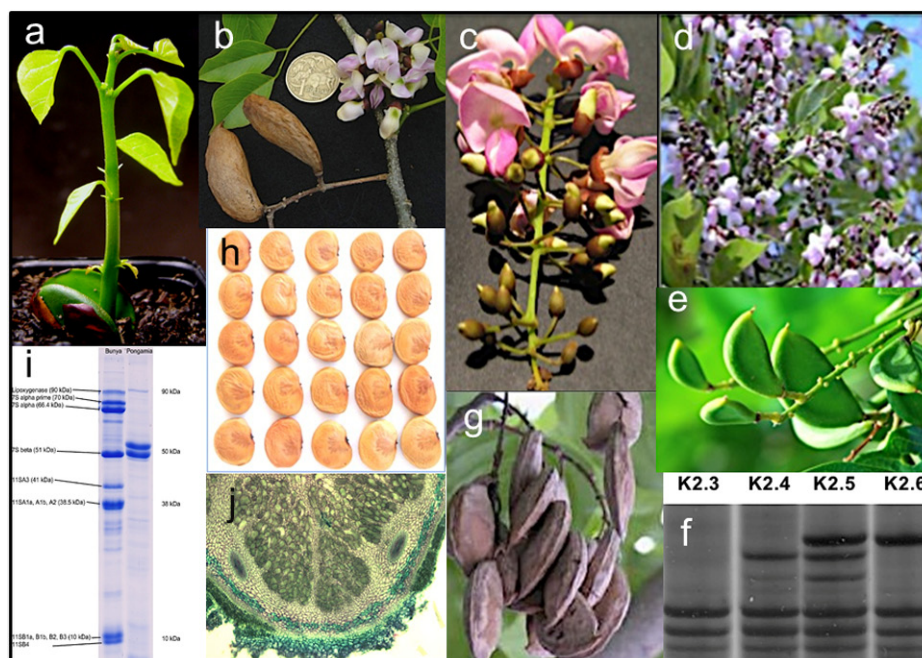 a
b
c
d
e
h
i
Bunya Pongamia
Lipoxygenase (90 kDa)
90 kDa
7S alpha prime (70 kDa)
7S alpha (66.4 kDa)
7S beta (51 kDa)
50 kDa
11SA3 (41 kDa)
11SA1a, A1b, A2 (38.5 kDa)
38 kDa
11SB1a, B1b, B2, B3 (10 kDa)
10 kDa
11SB4
j
g
K2.3 K2.4 K2.5 K2.6
f